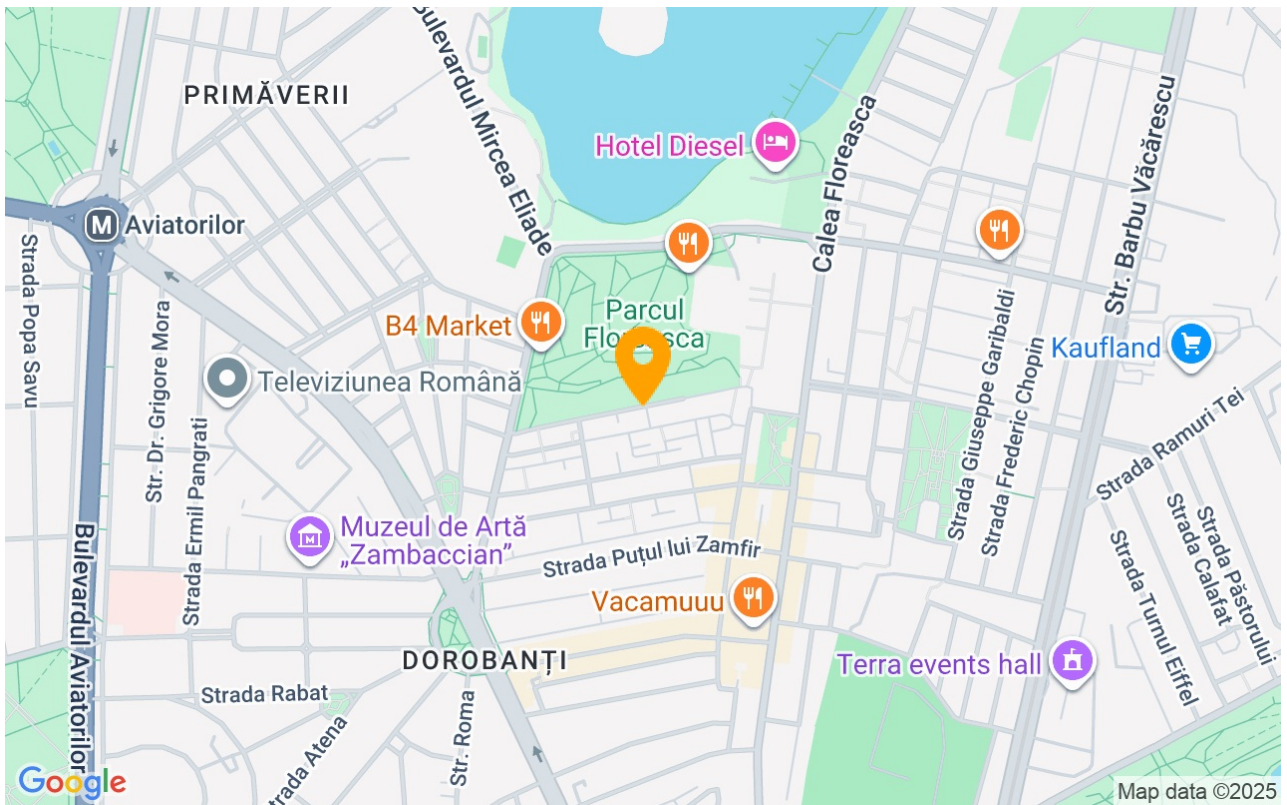 Bulevardul Mircea Eliade
PRIMĂVERII
Hotel Diesel
Calea Floreasca
Str. Barbu Văcărescu
M
Aviatorilor
Strada Popa Savu
Str. Dr. Grigore Mora
Strada Ermil Pangrati
B4 Market
Parcul
Floreasca
Televiziunea Română
Kaufland
Strada Giuseppe Garibaldi
Strada Frederic Chopin
Strada Ramuri Tei
Muzeul de Artă
„Zambaccian”
Strada Puțul lui Zamfir
Vacamuuu
Strada Păstorului
Strada Calafat
Strada Turnul Eiffel
Bulevardul Aviatorilor
DOROBANȚI
Terra events hall
Strada Rabat
Strada Atena
Str. Roma
Google
Map data ©2025